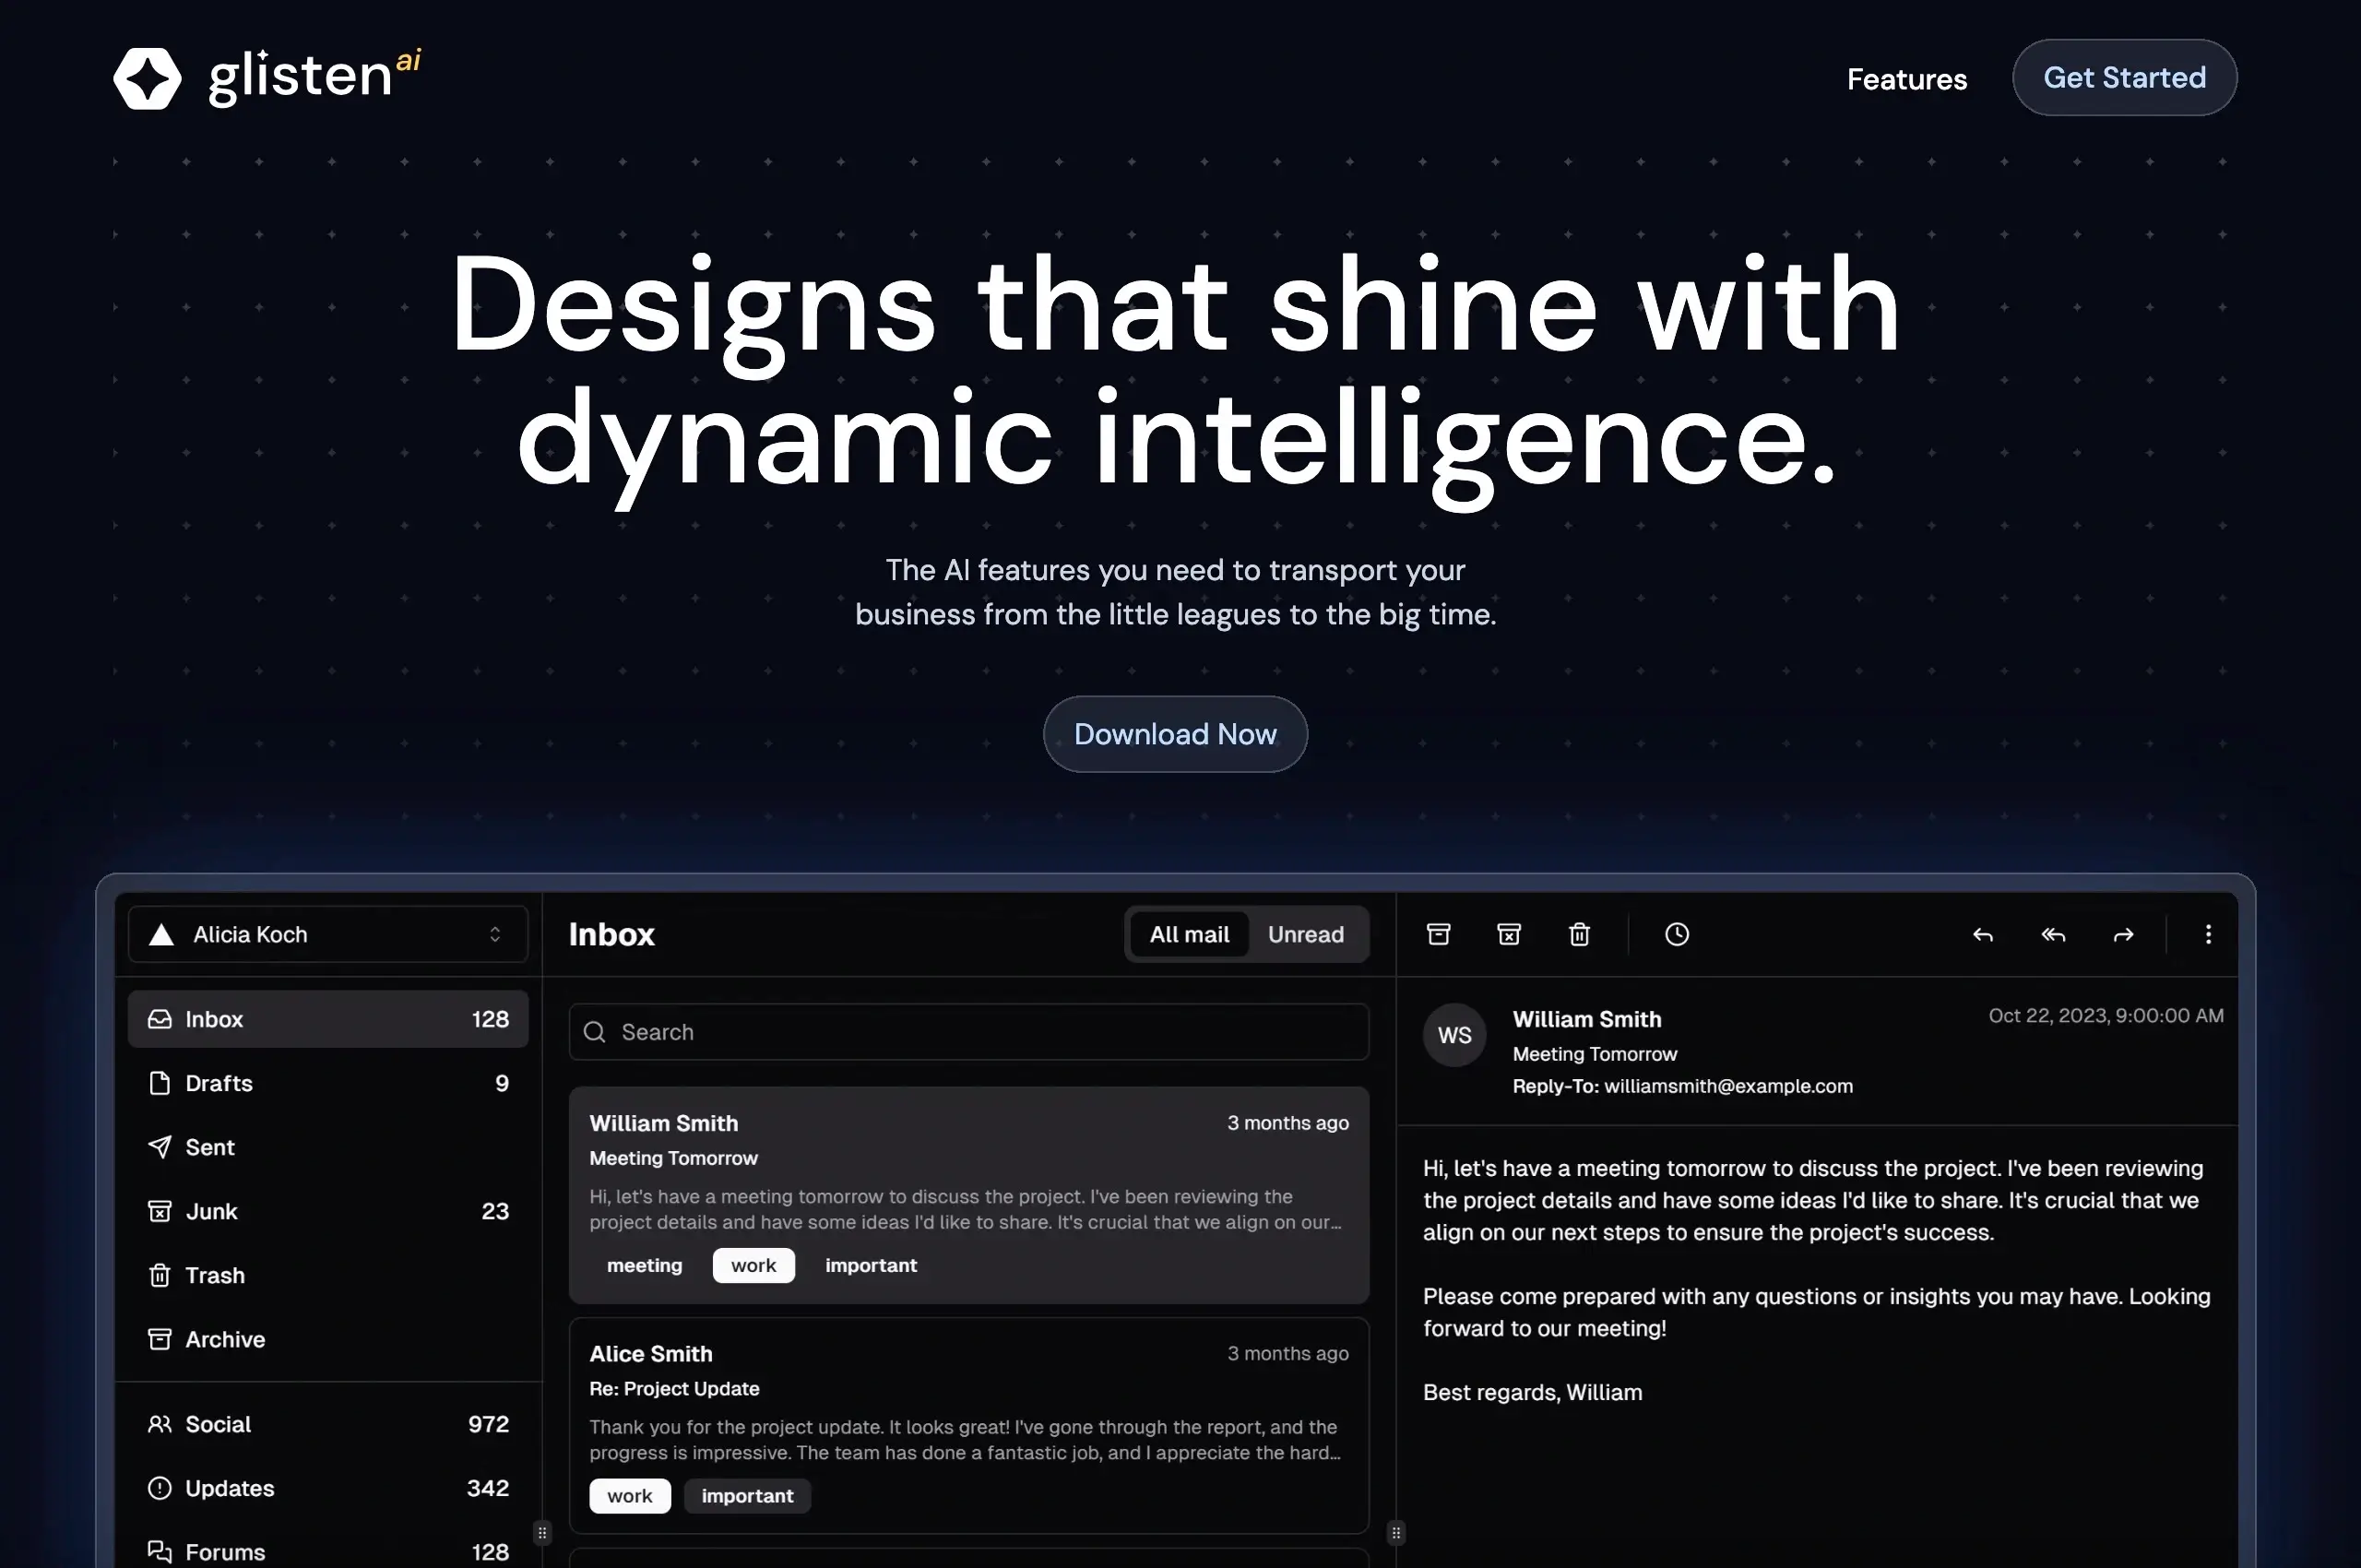 glisten ai
Features
Get Started
Designs that shine with
dynamic intelligence.
The AI features you need to transport your
business from the little leagues to the big time.
Download Now
Alicia Koch
Inbox 128
Drafts 9
Sent
Junk 23
Trash
Archive
Social 972
Updates 342
Forums 128
Inbox
All mail
Unread
Search
William Smith 3 months ago
Meeting Tomorrow
Hi, let's have a meeting tomorrow to discuss the project. I've been reviewing the
project details and have some ideas I'd like to share. It's crucial that we align on our...
meeting work important
Alice Smith 3 months ago
Re: Project Update
Thank you for the project update. It looks great! I've gone through the report, and the
progress is impressive. The team has done a fantastic job, and I appreciate the hard...
work important
WS
William Smith Oct 22, 2023, 9:00:00 AM
Meeting Tomorrow
Reply-To: williamsmith@example.com
Hi, let's have a meeting tomorrow to discuss the project. I've been reviewing
the project details and have some ideas I'd like to share. It's crucial that we
align on our next steps to ensure the project's success.
Please come prepared with any questions or insights you may have. Looking
forward to our meeting!
Best regards, William